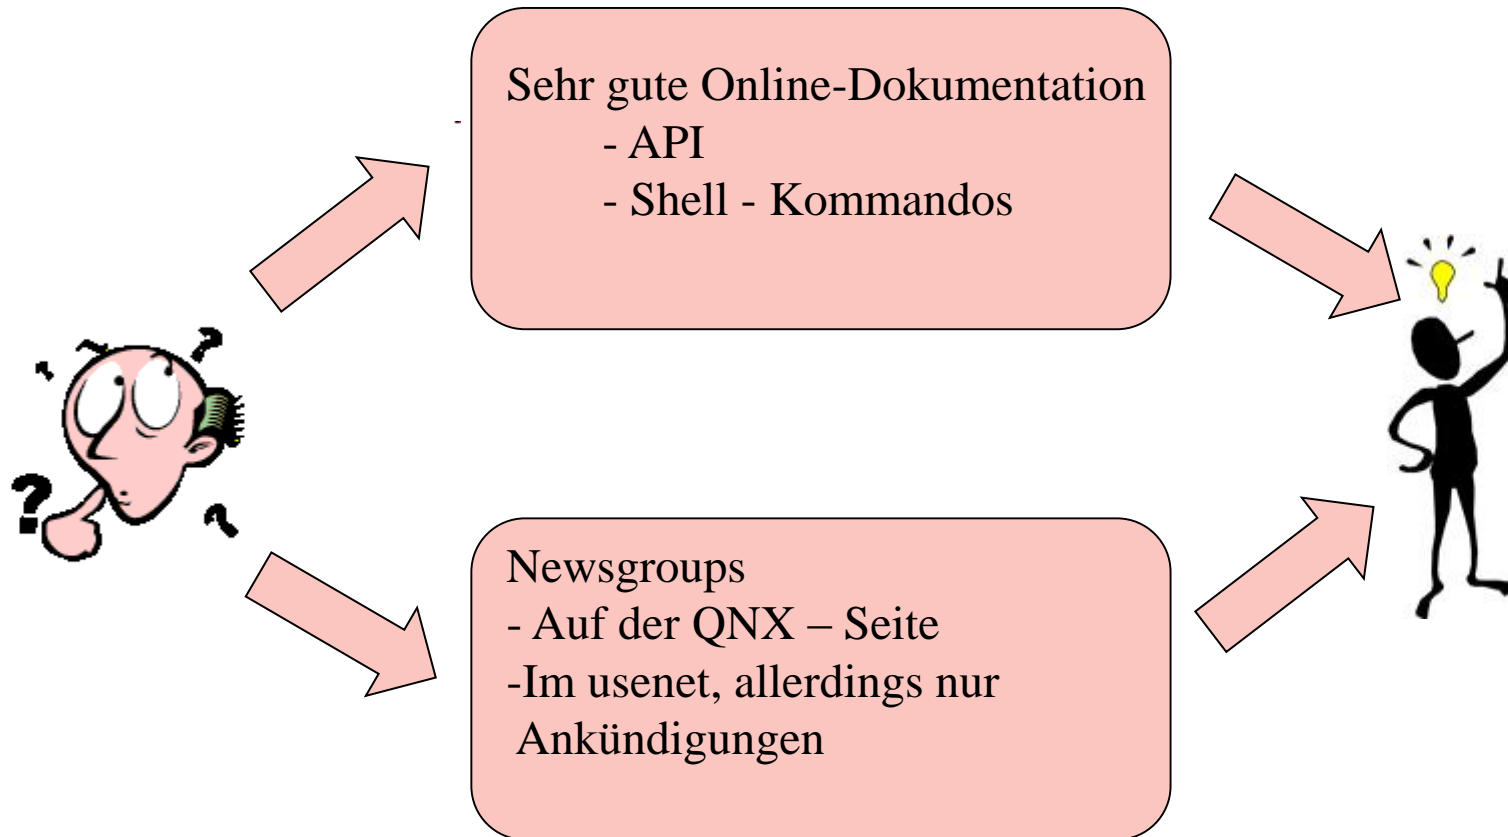 Sehr gute Online-Dokumentation
- API
- Shell - Kommandos
Newsgroups
- Auf der QNX – Seite
-Im usenet, allerdings nur
Ankündigungen